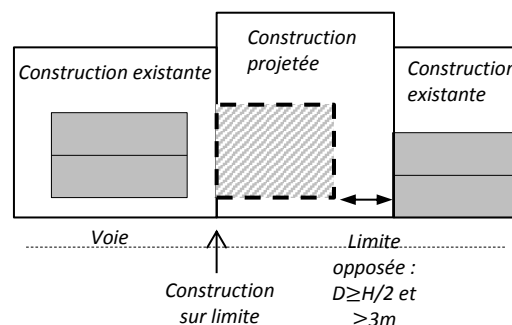 Construction existante
Construction
projetée
Construction
existante
Voie
Construction
sur limite
Limite
opposée :
D≥H/2 et
≥3m